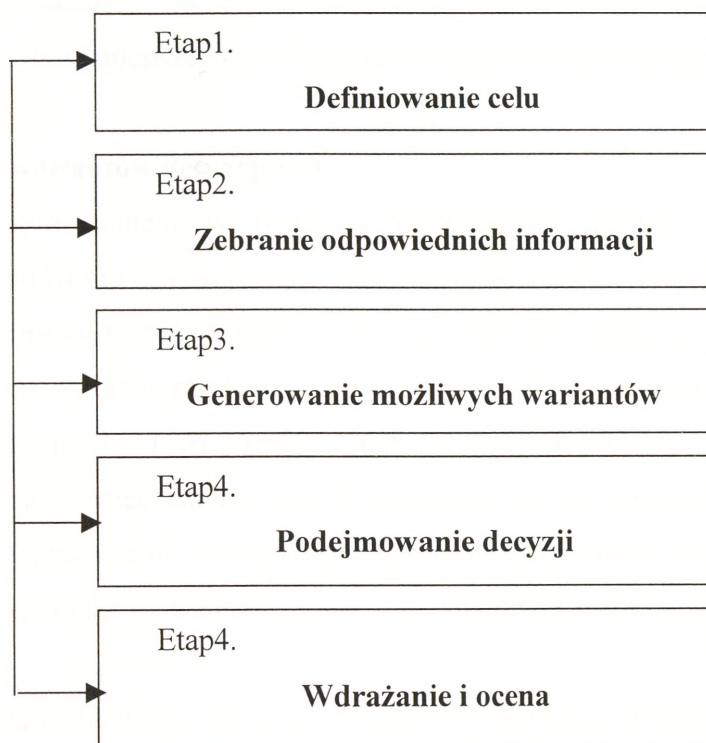 Etap1.
Definiowanie celu
Etap2.
Zebranie odpowiednich informacji
Etap3.
Generowanie możliwych wariantów
Etap4.
Podejmowanie decyzji
Etap4.
Wdrażanie i ocena